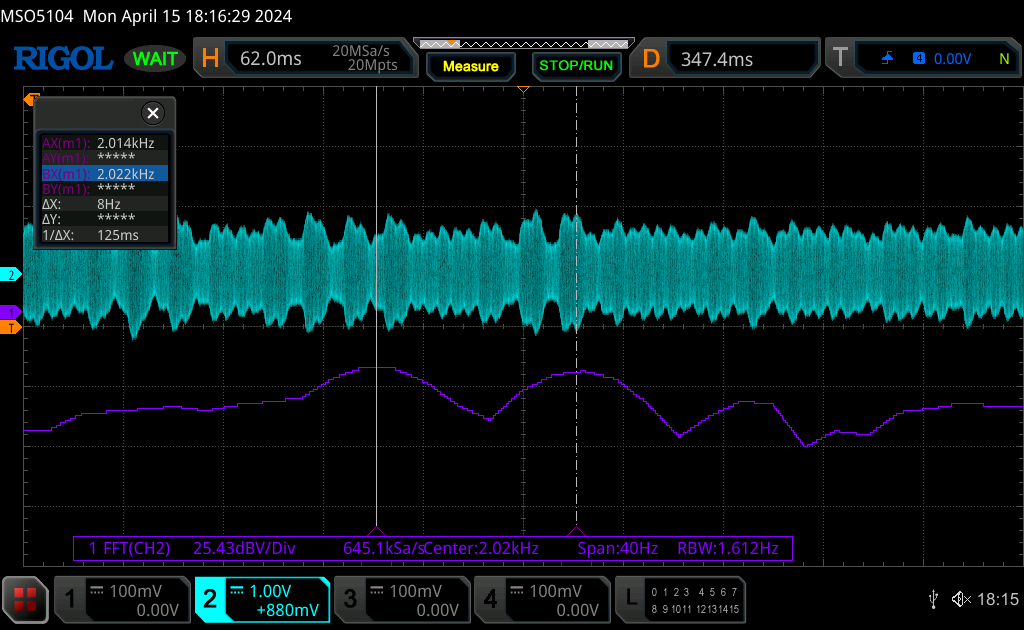 MSO5104 Mon April 15 18:16:29 2024
RIGOL WAIT H 62.0ms 20MSa/s 20Mpts Measure STOP/RUN D 347.4ms T 4 0.00V N
T
AX(m1): 2.014kHz
AY(m1): *****
BX(m1): 2.022kHz
BY(m1): *****
ΔX: 8Hz
ΔY: *****
1/ΔX: 125ms
2
1
T
1 FFT(CH2) 25.43dBV/Div 645.1kSa/s Center:2.02kHz Span:40Hz RBW:1.612Hz
1 100mV 0.00V 2 1.00V +880mV 3 100mV 0.00V 4 100mV 0.00V L 0 1 2 3 4 5 6 7
8 9 10 11 12 13 14 15
18:15